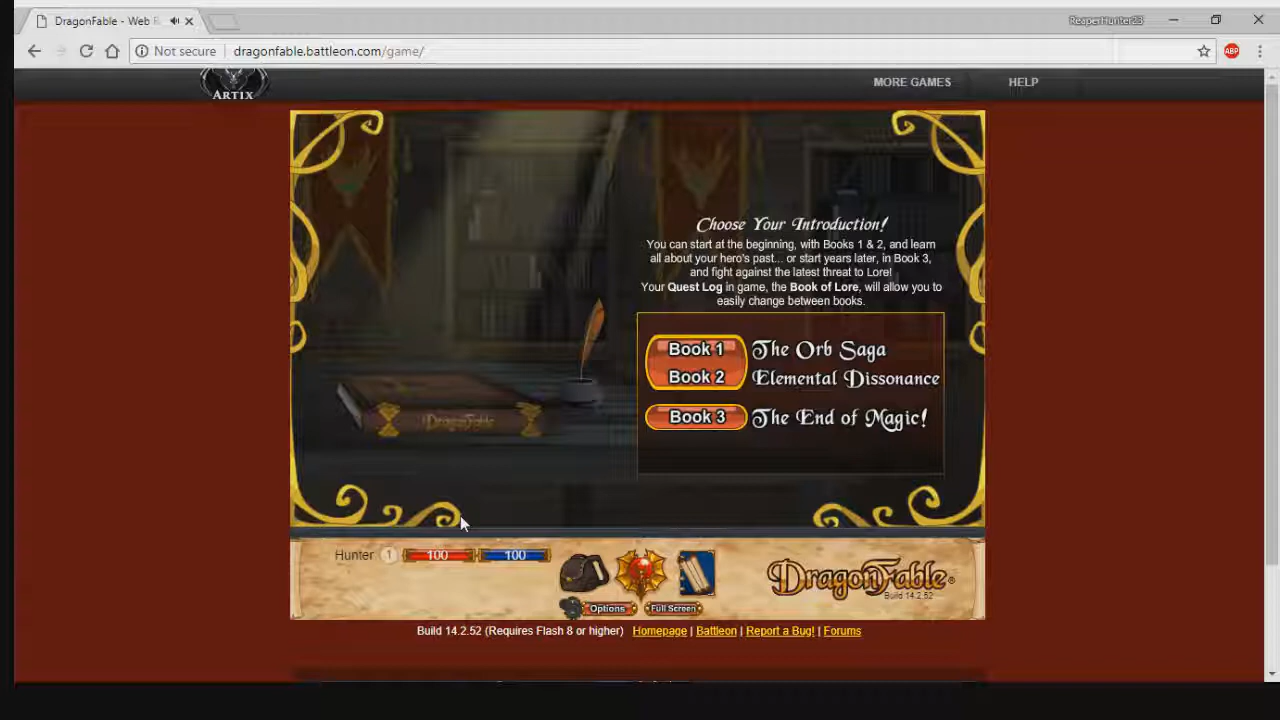 DragonFable - Web R
ReaperHunter23
Not secure
dragonfable.battleon.com/game/
ABP
ARTIX
MORE GAMES
HELP
Choose Your Introduction!
You can start at the beginning, with Books 1 & 2, and learn
all about your hero's past... or start years later, in Book 3,
and fight against the latest threat to Lore!
Your Quest Log in game, the Book of Lore, will allow you to
easily change between books.
Book 1 The Orb Saga
Book 2 Elemental Dissonance
Book 3 The End of Magic!
DragonFable
Hunter 1 100 100
DragonFable
Build 14.2.52
Options
Full Screen
Build 14.2.52 (Requires Flash 8 or higher) Homepage | Battleon | Report a Bug! | Forums